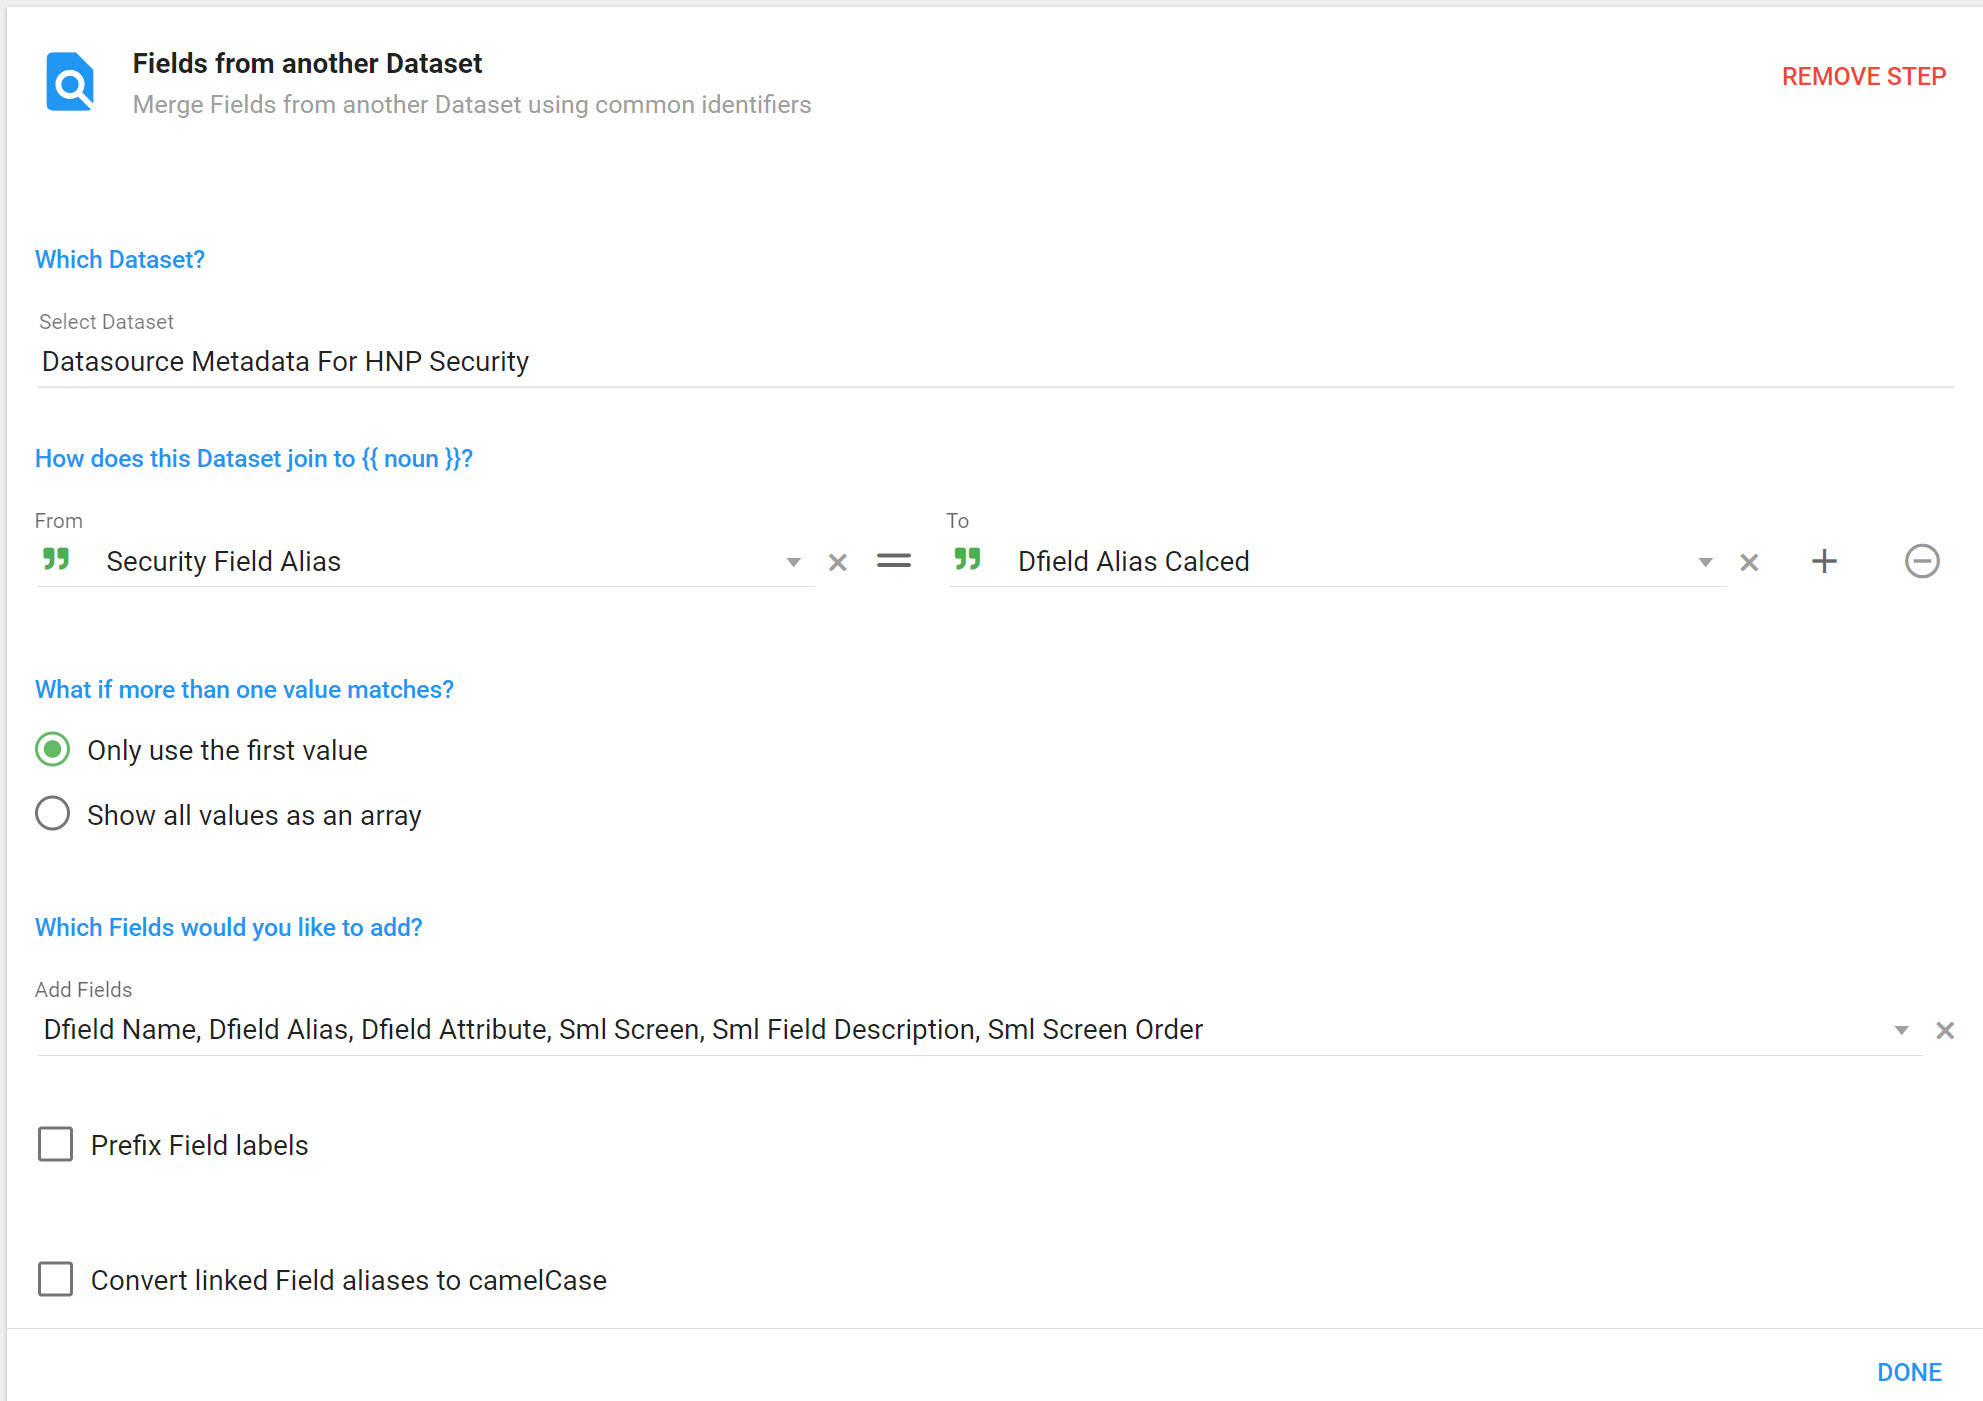 Fields from another Dataset
REMOVE STEP
Merge Fields from another Dataset using common identifiers
Which Dataset?
Select Dataset
Datasource Metadata For HNP Security
How does this Dataset join to {{ noun }}?
From
To
Security Field Alias
Dfield Alias Calced
What if more than one value matches?
Only use the first value
Show all values as an array
Which Fields would you like to add?
Add Fields
Dfield Name, Dfield Alias, Dfield Attribute, Sml Screen, Sml Field Description, Sml Screen Order
Prefix Field labels
Convert linked Field aliases to camelCase
DONE